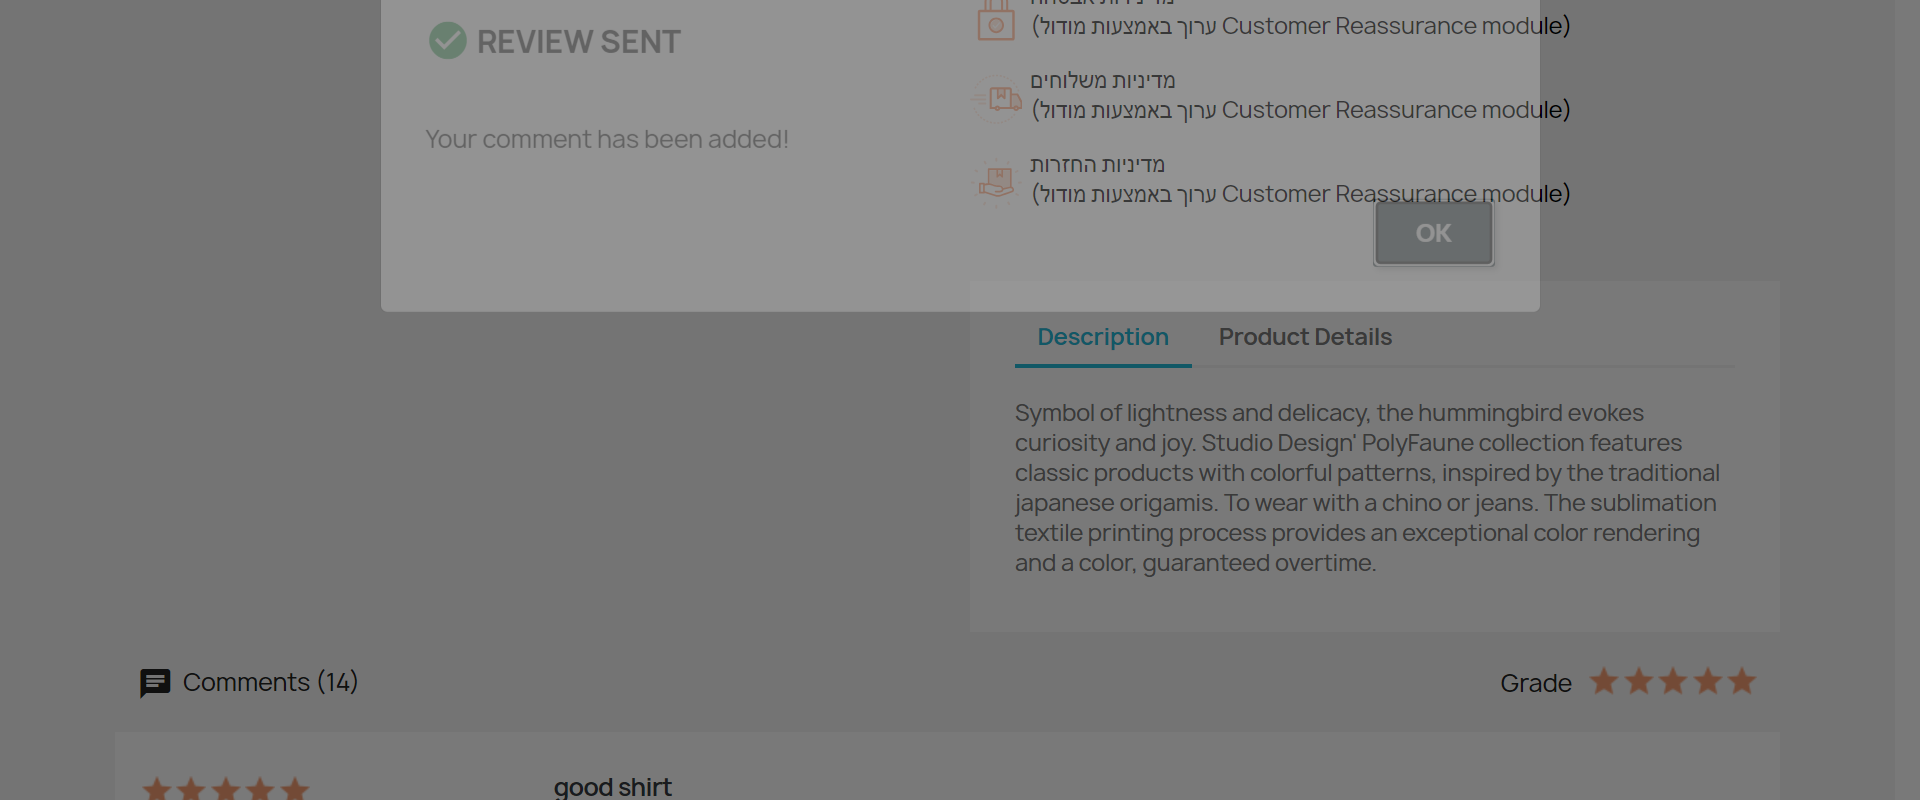 REVIEW SENT
Your comment has been added!
OK
(ערוך באמצעות מודול Customer Reassurance module)
מדיניות משלוחים
(ערוך באמצעות מודול Customer Reassurance module)
מדיניות החזרות
(ערוך באמצעות מודול Customer Reassurance module)
Description
Product Details
Symbol of lightness and delicacy, the hummingbird evokes
curiosity and joy. Studio Design' PolyFaune collection features
classic products with colorful patterns, inspired by the traditional
japanese origamis. To wear with a chino or jeans. The sublimation
textile printing process provides an exceptional color rendering
and a color, guaranteed overtime.
Comments (14)
Grade
good shirt